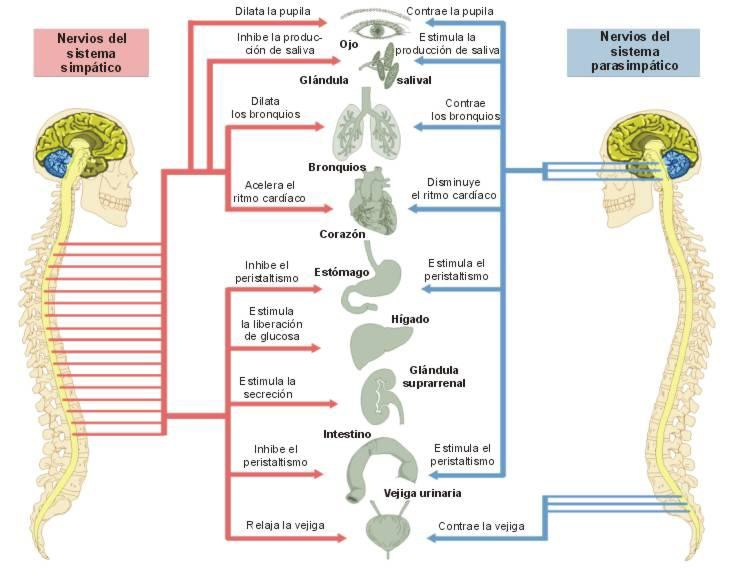 Nervios del
sistema
simpático
Dilata la pupila
Contrae la pupila
Nervios del
sistema
parasimpático
Inhibe la produc-
ción de saliva
Ojo
Estimula la
producción de saliva
Glándula
salival
Dilata
los bronquios
Contrae
los bronquios
Bronquios
Acelera el
ritmo cardíaco
Disminuye
el ritmo cardíaco
Corazón
Inhibe el
peristaltismo
Estómago
Estimula el
peristaltismo
Estimula
la liberación
de glucosa
Hígado
Glándula
suprarrenal
Estimula la
secreción
Intestino
Inhibe el
peristaltismo
Estimula el
peristaltismo
Vejiga urinaria
Relaja la vejiga
Contrae la vejiga